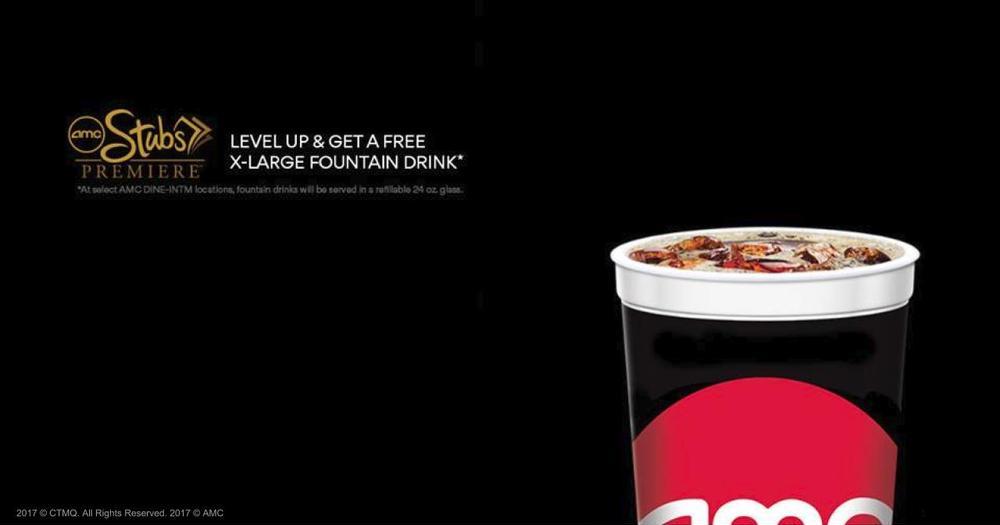 amc Stubs
PREMIERE
LEVEL UP & GET A FREE
X-LARGE FOUNTAIN DRINK*
*At select AMC DINE-INTM locations, fountain drinks will be served in a refillable 24 oz. glass.
amc
2017 © CTMQ. All Rights Reserved. 2017 © AMC